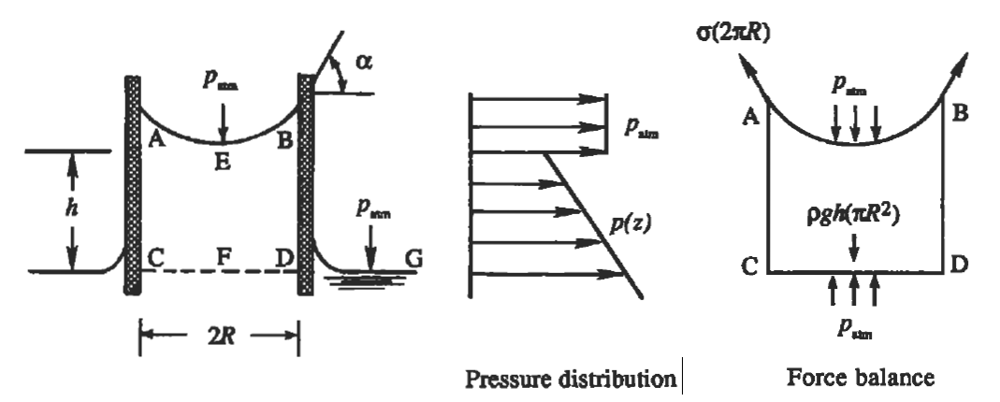 α
p_atm
A
B
E
h
p_atm
C
F
D
G
2R
p_atm
p(z)
Pressure distribution
σ(2πR)
p_atm
A
B
ρgh(πR²)
C
D
p_atm
Force balance